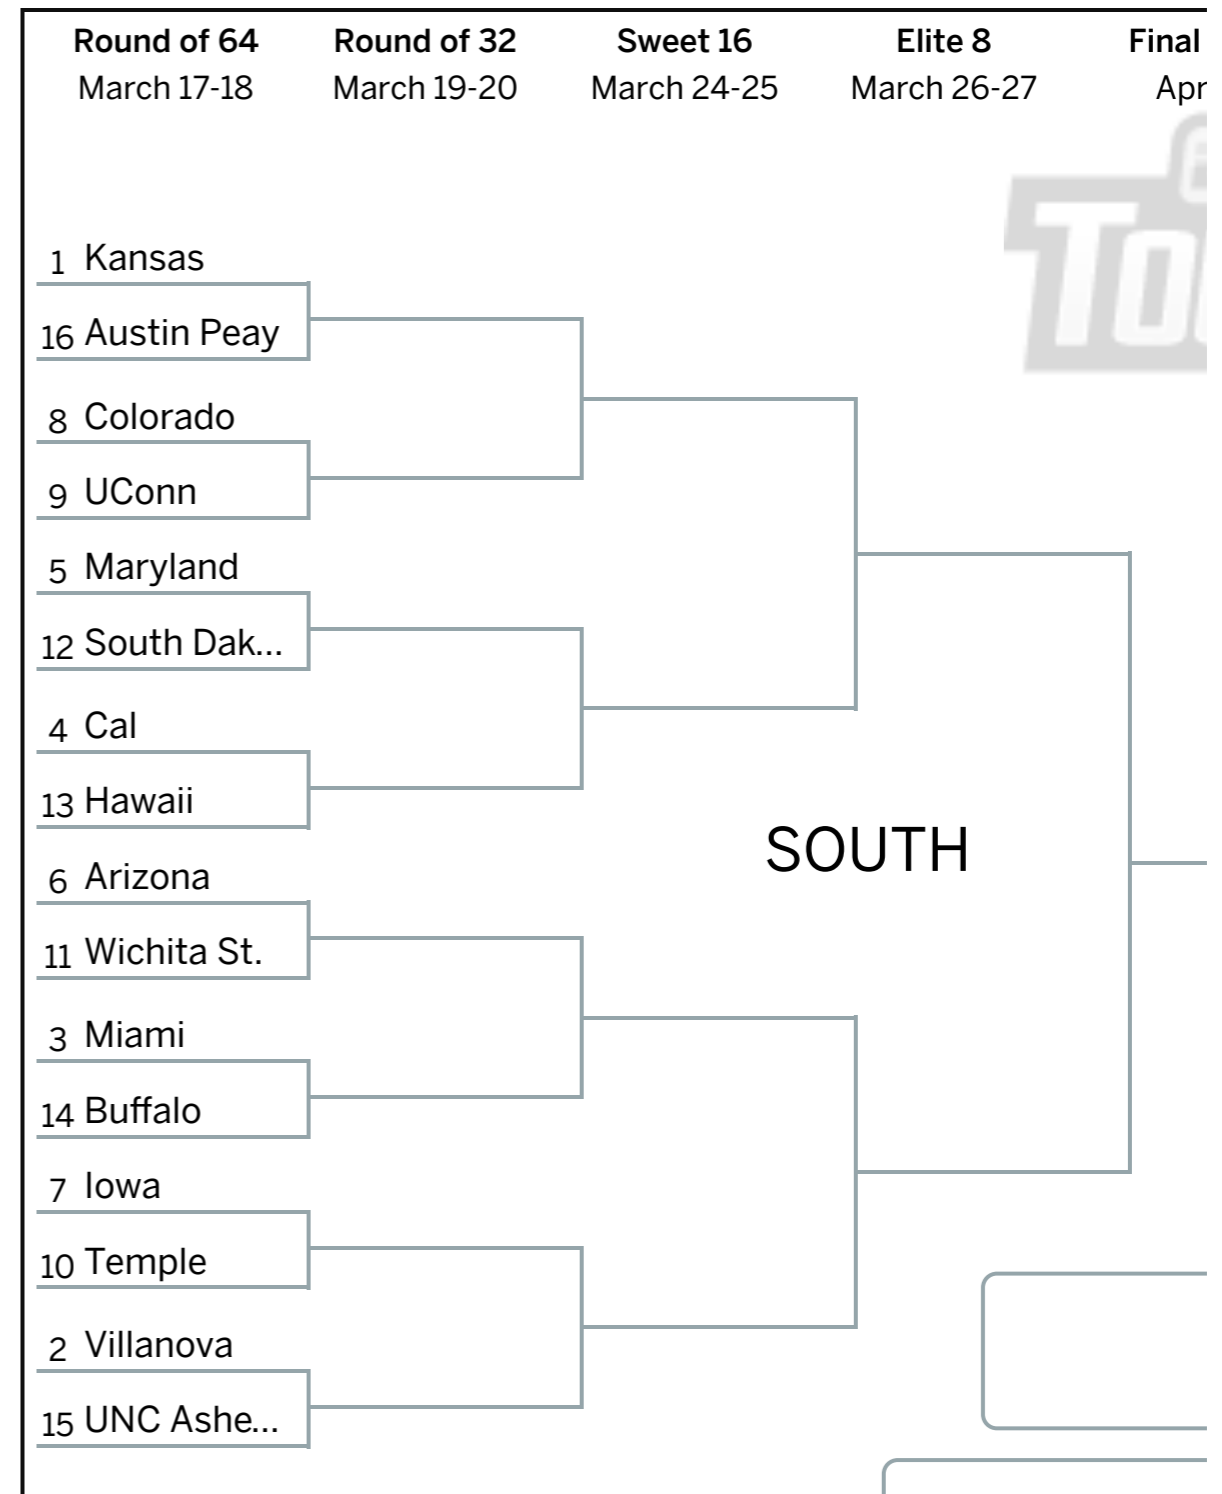 Round of 64
March 17-18
Round of 32
March 19-20
Sweet 16
March 24-25
Elite 8
March 26-27
Final
Apr
1 Kansas
16 Austin Peay
8 Colorado
9 UConn
5 Maryland
12 South Dak...
4 Cal
13 Hawaii
SOUTH
6 Arizona
11 Wichita St.
3 Miami
14 Buffalo
7 Iowa
10 Temple
2 Villanova
15 UNC Ashe...